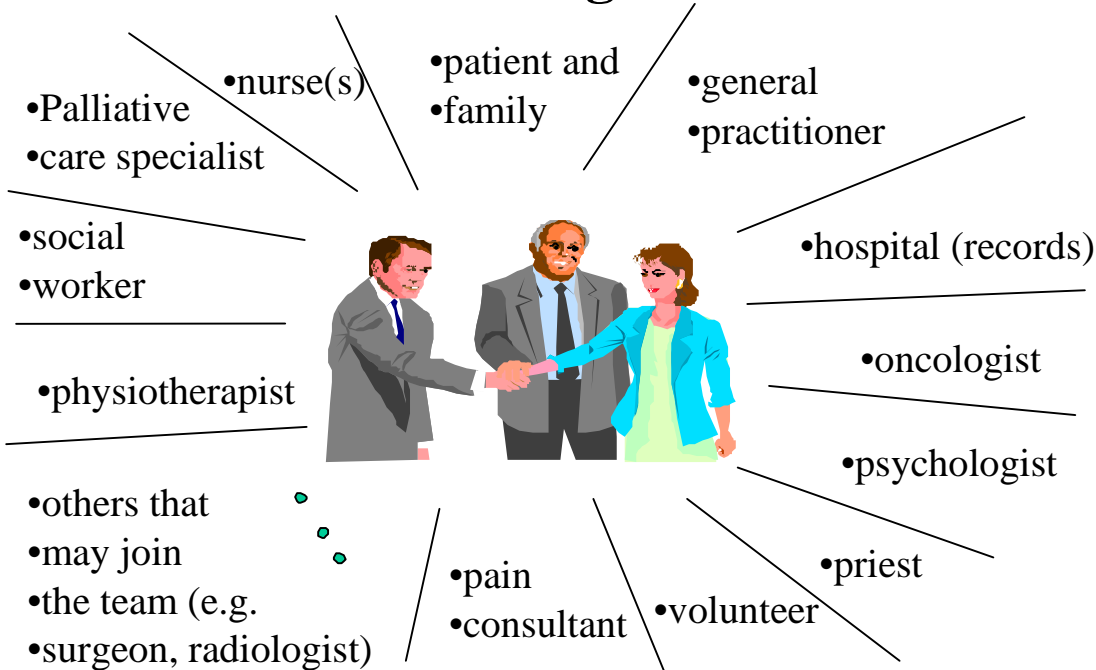 •patient and
•family
•general
•practitioner
•hospital (records)
•oncologist
•psychologist
•priest
•volunteer
•pain
•consultant
•others that
•may join
•the team (e.g.
•surgeon, radiologist)
•physiotherapist
•social
•worker
•Palliative
•care specialist
•nurse(s)